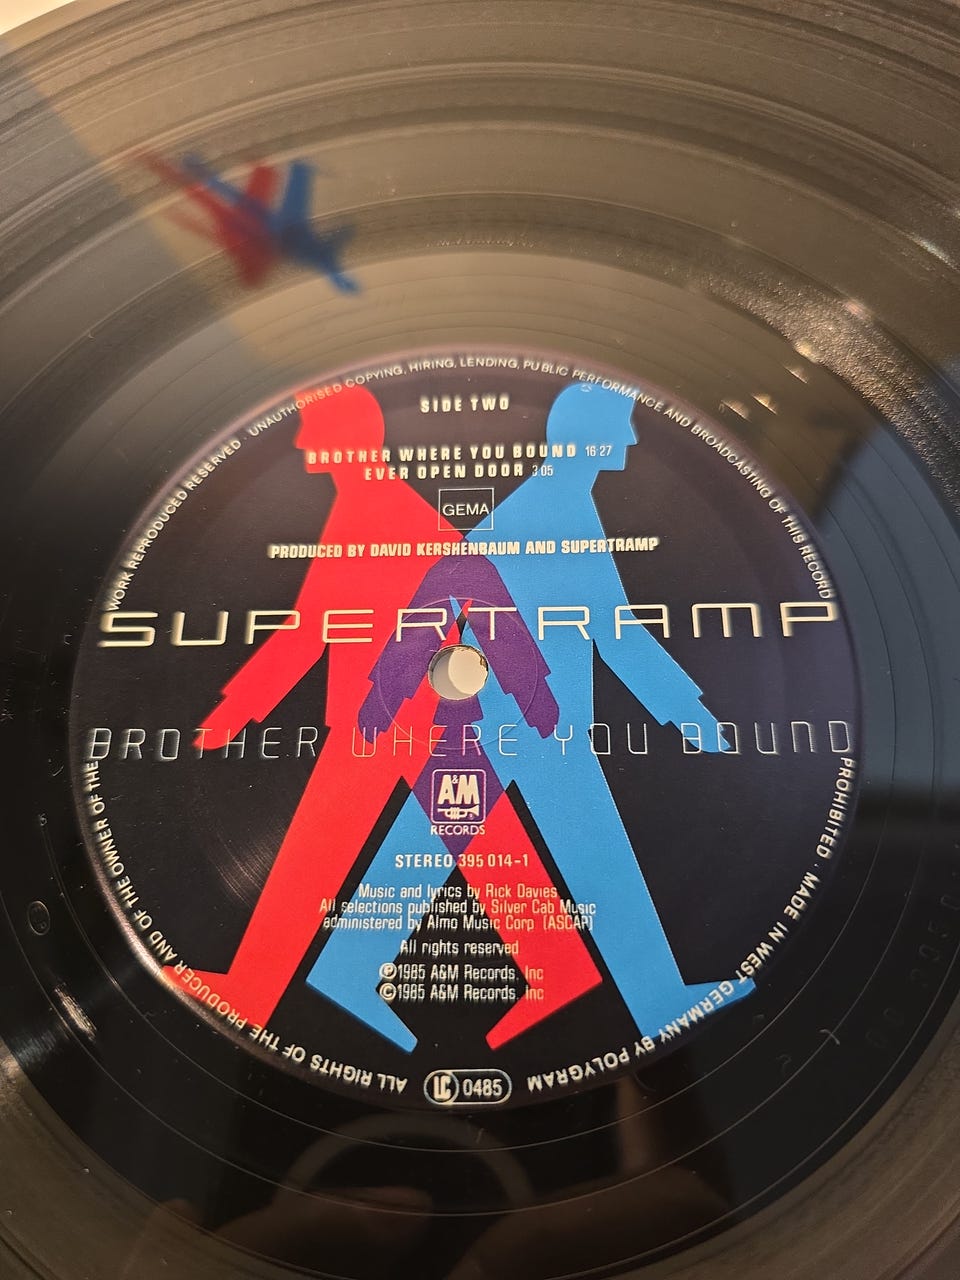 SIDE TWO
BROTHER WHERE YOU BOUND 16:27
EVER OPEN DOOR 3:05
GEMA
PRODUCED BY DAVID KERSHENBAUM AND SUPERTRAMP
SUPERTRAMP
BROTHER WHERE YOU BOUND
A&M
RECORDS
STEREO 395 014-1
Music and lyrics by Rick Davies
All selections published by Silver Cab Music
administered by Almo Music Corp (ASCAP)
All rights reserved
℗1985 A&M Records, Inc
©1985 A&M Records, Inc
ALL RIGHTS OF THE PRODUCER AND OF THE OWNER OF THE WORK REPRODUCED RESERVED · UNAUTHORISED COPYING, HIRING, LENDING, PUBLIC PERFORMANCE AND BROADCASTING OF THIS RECORD PROHIBITED · MADE IN WEST GERMANY BY POLYGRAM
LC 0485